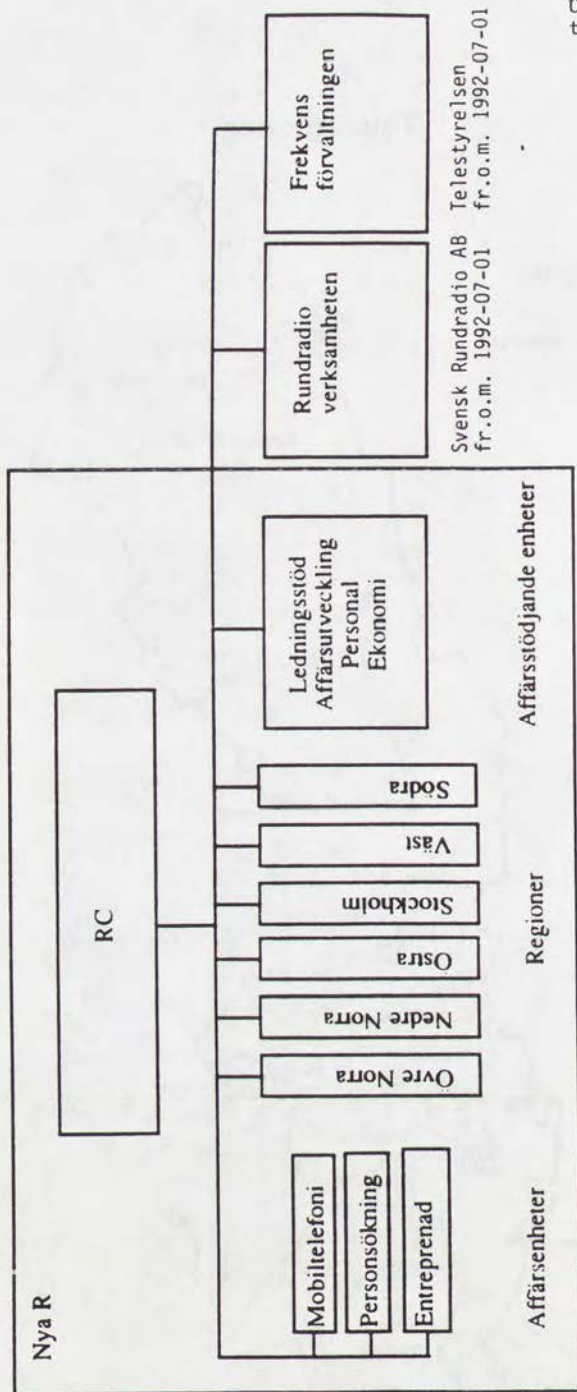 Nya R
RC
Mobiltelefoni
Personsökning
Entreprenad
Affärsenheter
Övre Norra
Nedre Norra
Östra
Stockholm
Väst
Södra
Regioner
Ledningsstöd
Affärsutveckling
Personal
Ekonomi
Affärsstödjande enheter
Rundradio
verksamheten
Svensk Rundradio AB
fr.o.m. 1992-07-01
Frekvens
förvaltningen
Telestyrelsen
fr.o.m. 1992-07-01